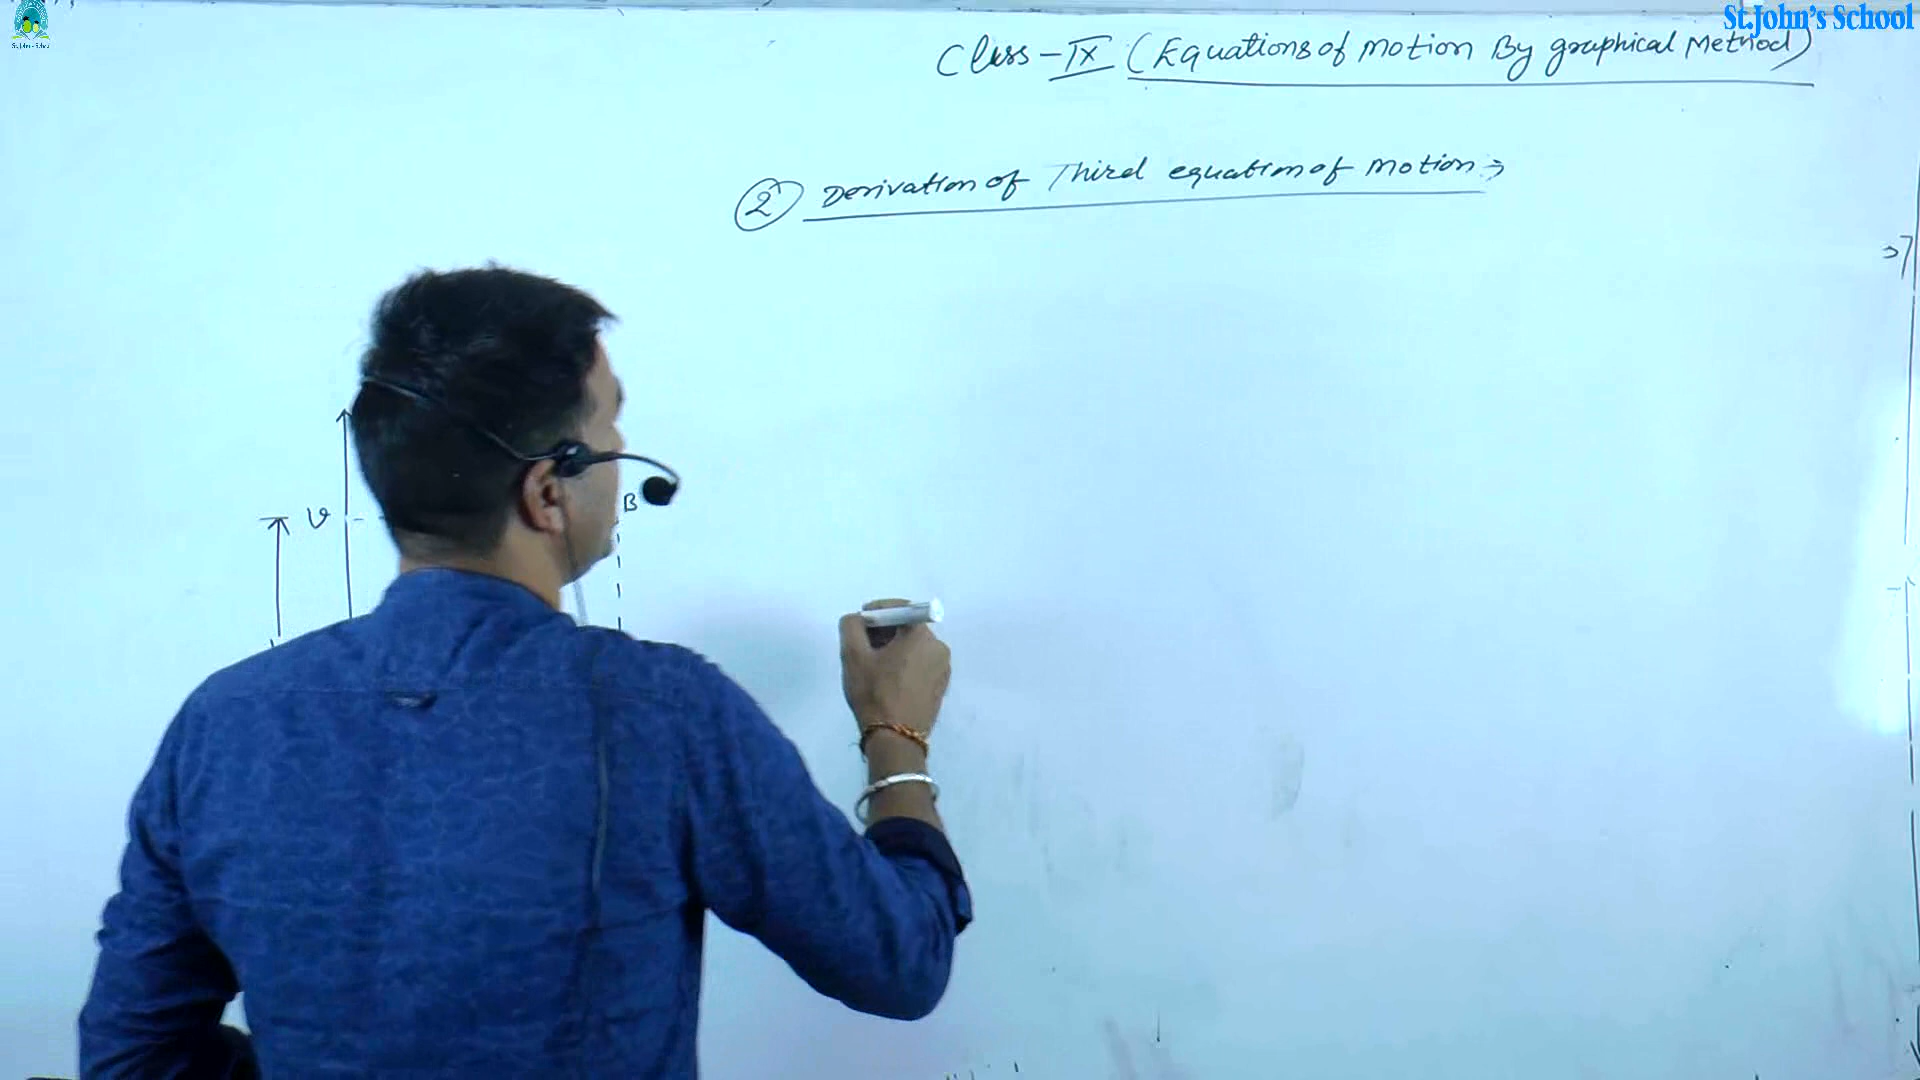 St.John's School
Class-IX (Equations of Motion By graphical Method)
② Derivation of Third equation of Motion
B
v